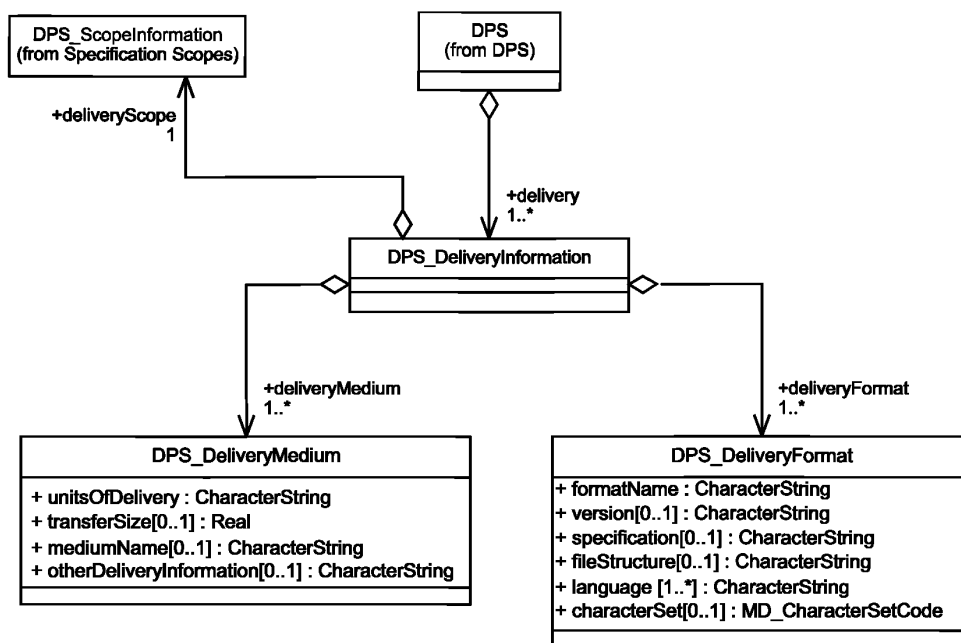 DPS_ScopeInformation
(from Specification Scopes)
DPS
(from DPS)
+deliveryScope
1
+delivery
1..*
DPS_DeliveryInformation
+deliveryMedium
1..*
+deliveryFormat
1..*
DPS_DeliveryMedium
+ unitsOfDelivery : CharacterString
+ transferSize[0..1] : Real
+ mediumName[0..1] : CharacterString
+ otherDeliveryInformation[0..1] : CharacterString
DPS_DeliveryFormat
+ formatName : CharacterString
+ version[0..1] : CharacterString
+ specification[0..1] : CharacterString
+ fileStructure[0..1] : CharacterString
+ language [1..*] : CharacterString
+ characterSet[0..1] : MD_CharacterSetCode